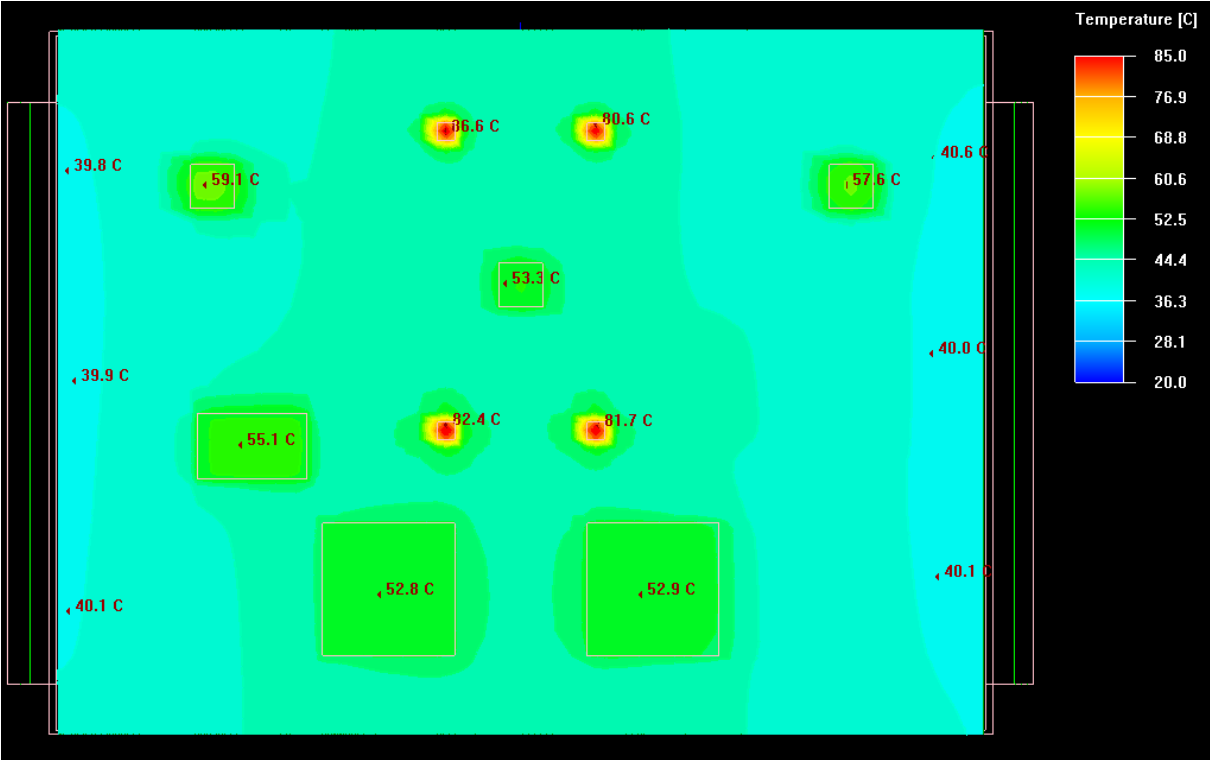 Temperature [C]
85.0
76.9
68.8
60.6
52.5
44.4
36.3
28.1
20.0
86.6 C
80.6 C
39.8 C
40.6 C
59.1 C
57.6 C
53.3 C
40.0 C
39.9 C
82.4 C
81.7 C
55.1 C
40.1 C
52.8 C
52.9 C
40.1 C